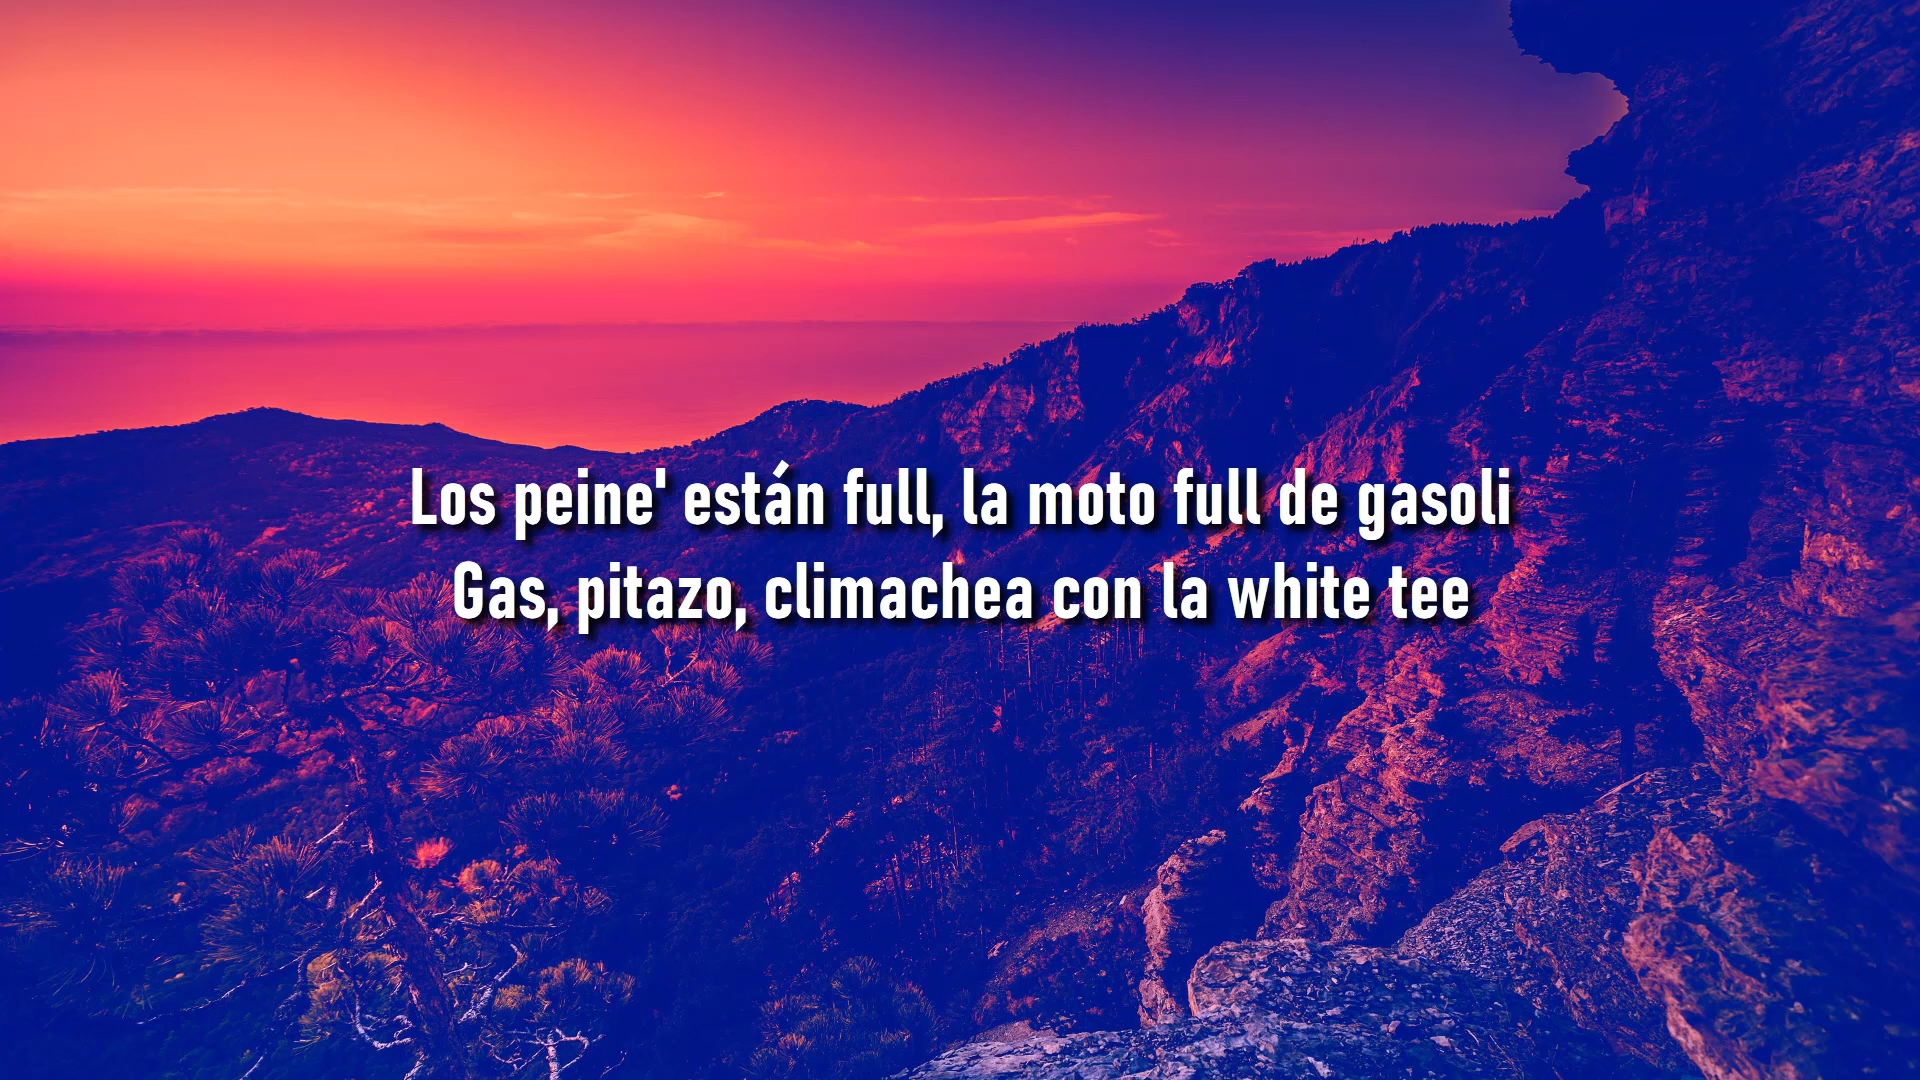 Los peine' están full, la moto full de gasoli
Gas, pitazo, climachea con la white tee